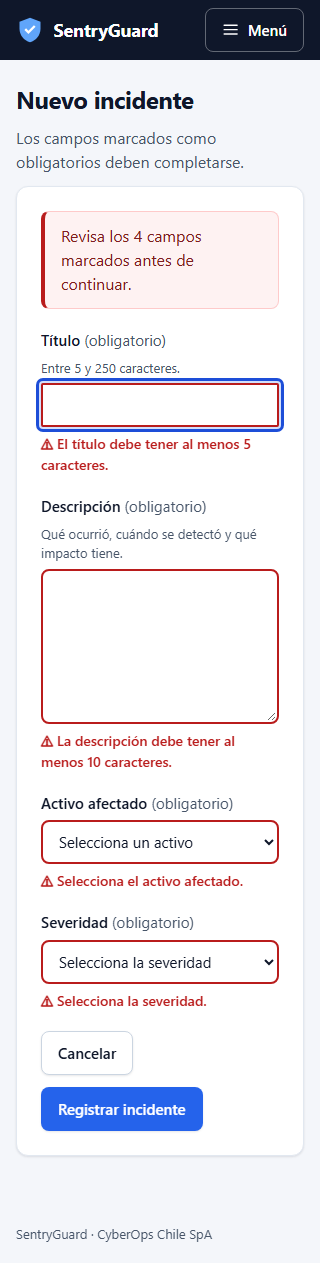 SentryGuard
Menú
Nuevo incidente
Los campos marcados como
obligatorios deben completarse.
Revisa los 4 campos
marcados antes de
continuar.
Título (obligatorio)
Entre 5 y 250 caracteres.
⚠ El título debe tener al menos 5
caracteres.
Descripción (obligatorio)
Qué ocurrió, cuándo se detectó y qué
impacto tiene.
⚠ La descripción debe tener al
menos 10 caracteres.
Activo afectado (obligatorio)
Selecciona un activo
⚠ Selecciona el activo afectado.
Severidad (obligatorio)
Selecciona la severidad
⚠ Selecciona la severidad.
Cancelar
Registrar incidente
SentryGuard · CyberOps Chile SpA